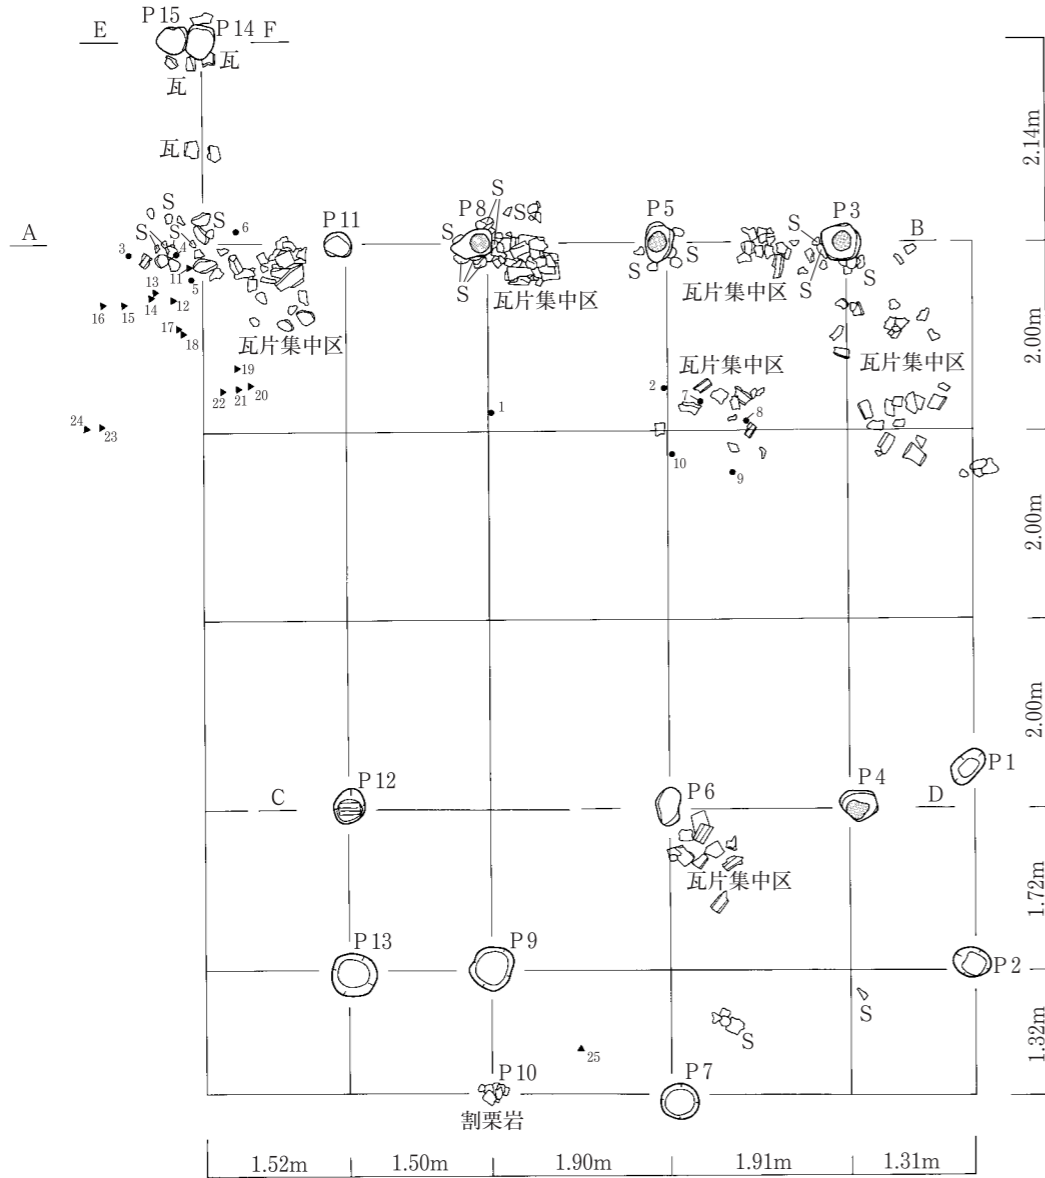 P15
P14
E
F
瓦
瓦
2.14m
瓦
S
S
S
S
S
S
P11
P8
P5
P3
A
B
6
3
4
11
5
S
S
S
S
S
S
13
14
12
16
15
瓦片集中区
瓦片集中区
2.00m
17
18
瓦片集中区
瓦片集中区
瓦片集中区
19
22
21
20
2
7
8
1
24
23
10
9
2.00m
2.00m
P1
P12
P6
P4
C
D
瓦片集中区
1.72m
P13
P9
P2
S
S
1.32m
25
P10
P7
割栗岩
1.52m
1.50m
1.90m
1.91m
1.31m